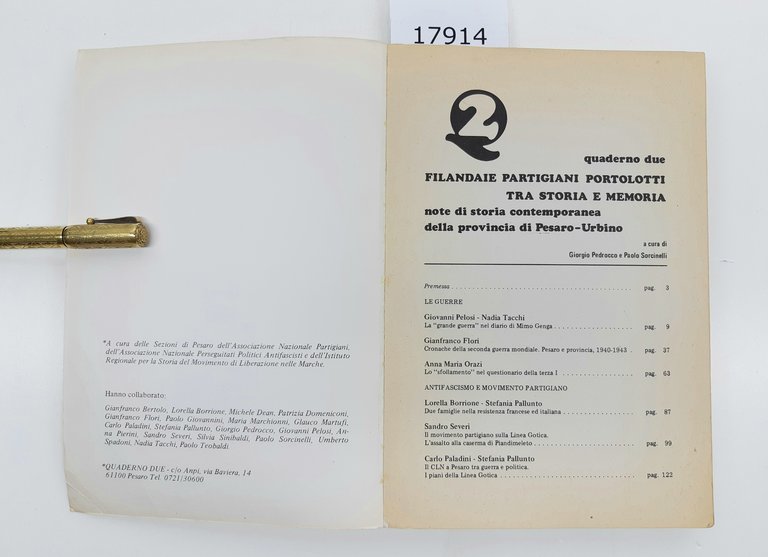 17914
*A cura delle Sezioni di Pesaro dell'Associazione Nazionale Partigiani,
dell'Associazione Nazionale Perseguitati Politici Antifascisti e dell'Istituto
Regionale per la Storia del Movimento di Liberazione nelle Marche.
Hanno collaborato:
Gianfranco Bertolo, Lorella Borrione, Michele Dean, Patrizia Domeniconi,
Gianfranco Flori, Paolo Giovannini, Maria Marchionni, Glauco Martufi,
Carlo Paladini, Stefania Pallunto, Giorgio Pedrocco, Giovanni Pelosi, An-
na Pierini, Sandro Severi, Silvia Sinibaldi, Paolo Sorcinelli, Umberto
Spadoni, Nadia Tacchi, Paolo Teobaldi.
*QUADERNO DUE - c/o Anpi, via Baviera, 14
61100 Pesaro Tel. 0721/30600
2
quaderno due
FILANDAIE PARTIGIANI PORTOLOTTI
TRA STORIA E MEMORIA
note di storia contemporanea
della provincia di Pesaro-Urbino
a cura di
Giorgio Pedrocco e Paolo Sorcinelli
Premessa pag. 3
LE GUERRE
Giovanni Pelosi - Nadia Tacchi
La "grande guerra" nel diario di Mimo Genga pag. 9
Gianfranco Flori
Cronache della seconda guerra mondiale. Pesaro e provincia, 1940-1943 pag. 37
Anna Maria Orazi
Lo "sfollamento" nel questionario della terza I pag. 63
ANTIFASCISMO E MOVIMENTO PARTIGIANO
Lorella Borrione - Stefania Pallunto
Due famiglie nella resistenza francese ed italiana pag. 87
Sandro Severi
Il movimento partigiano sulla Linea Gotica.
L'assalto alla caserma di Piandimeleto pag. 99
Carlo Paladini - Stefania Pallunto
Il CLN a Pesaro tra guerra e politica.
I piani della Linea Gotica pag. 122